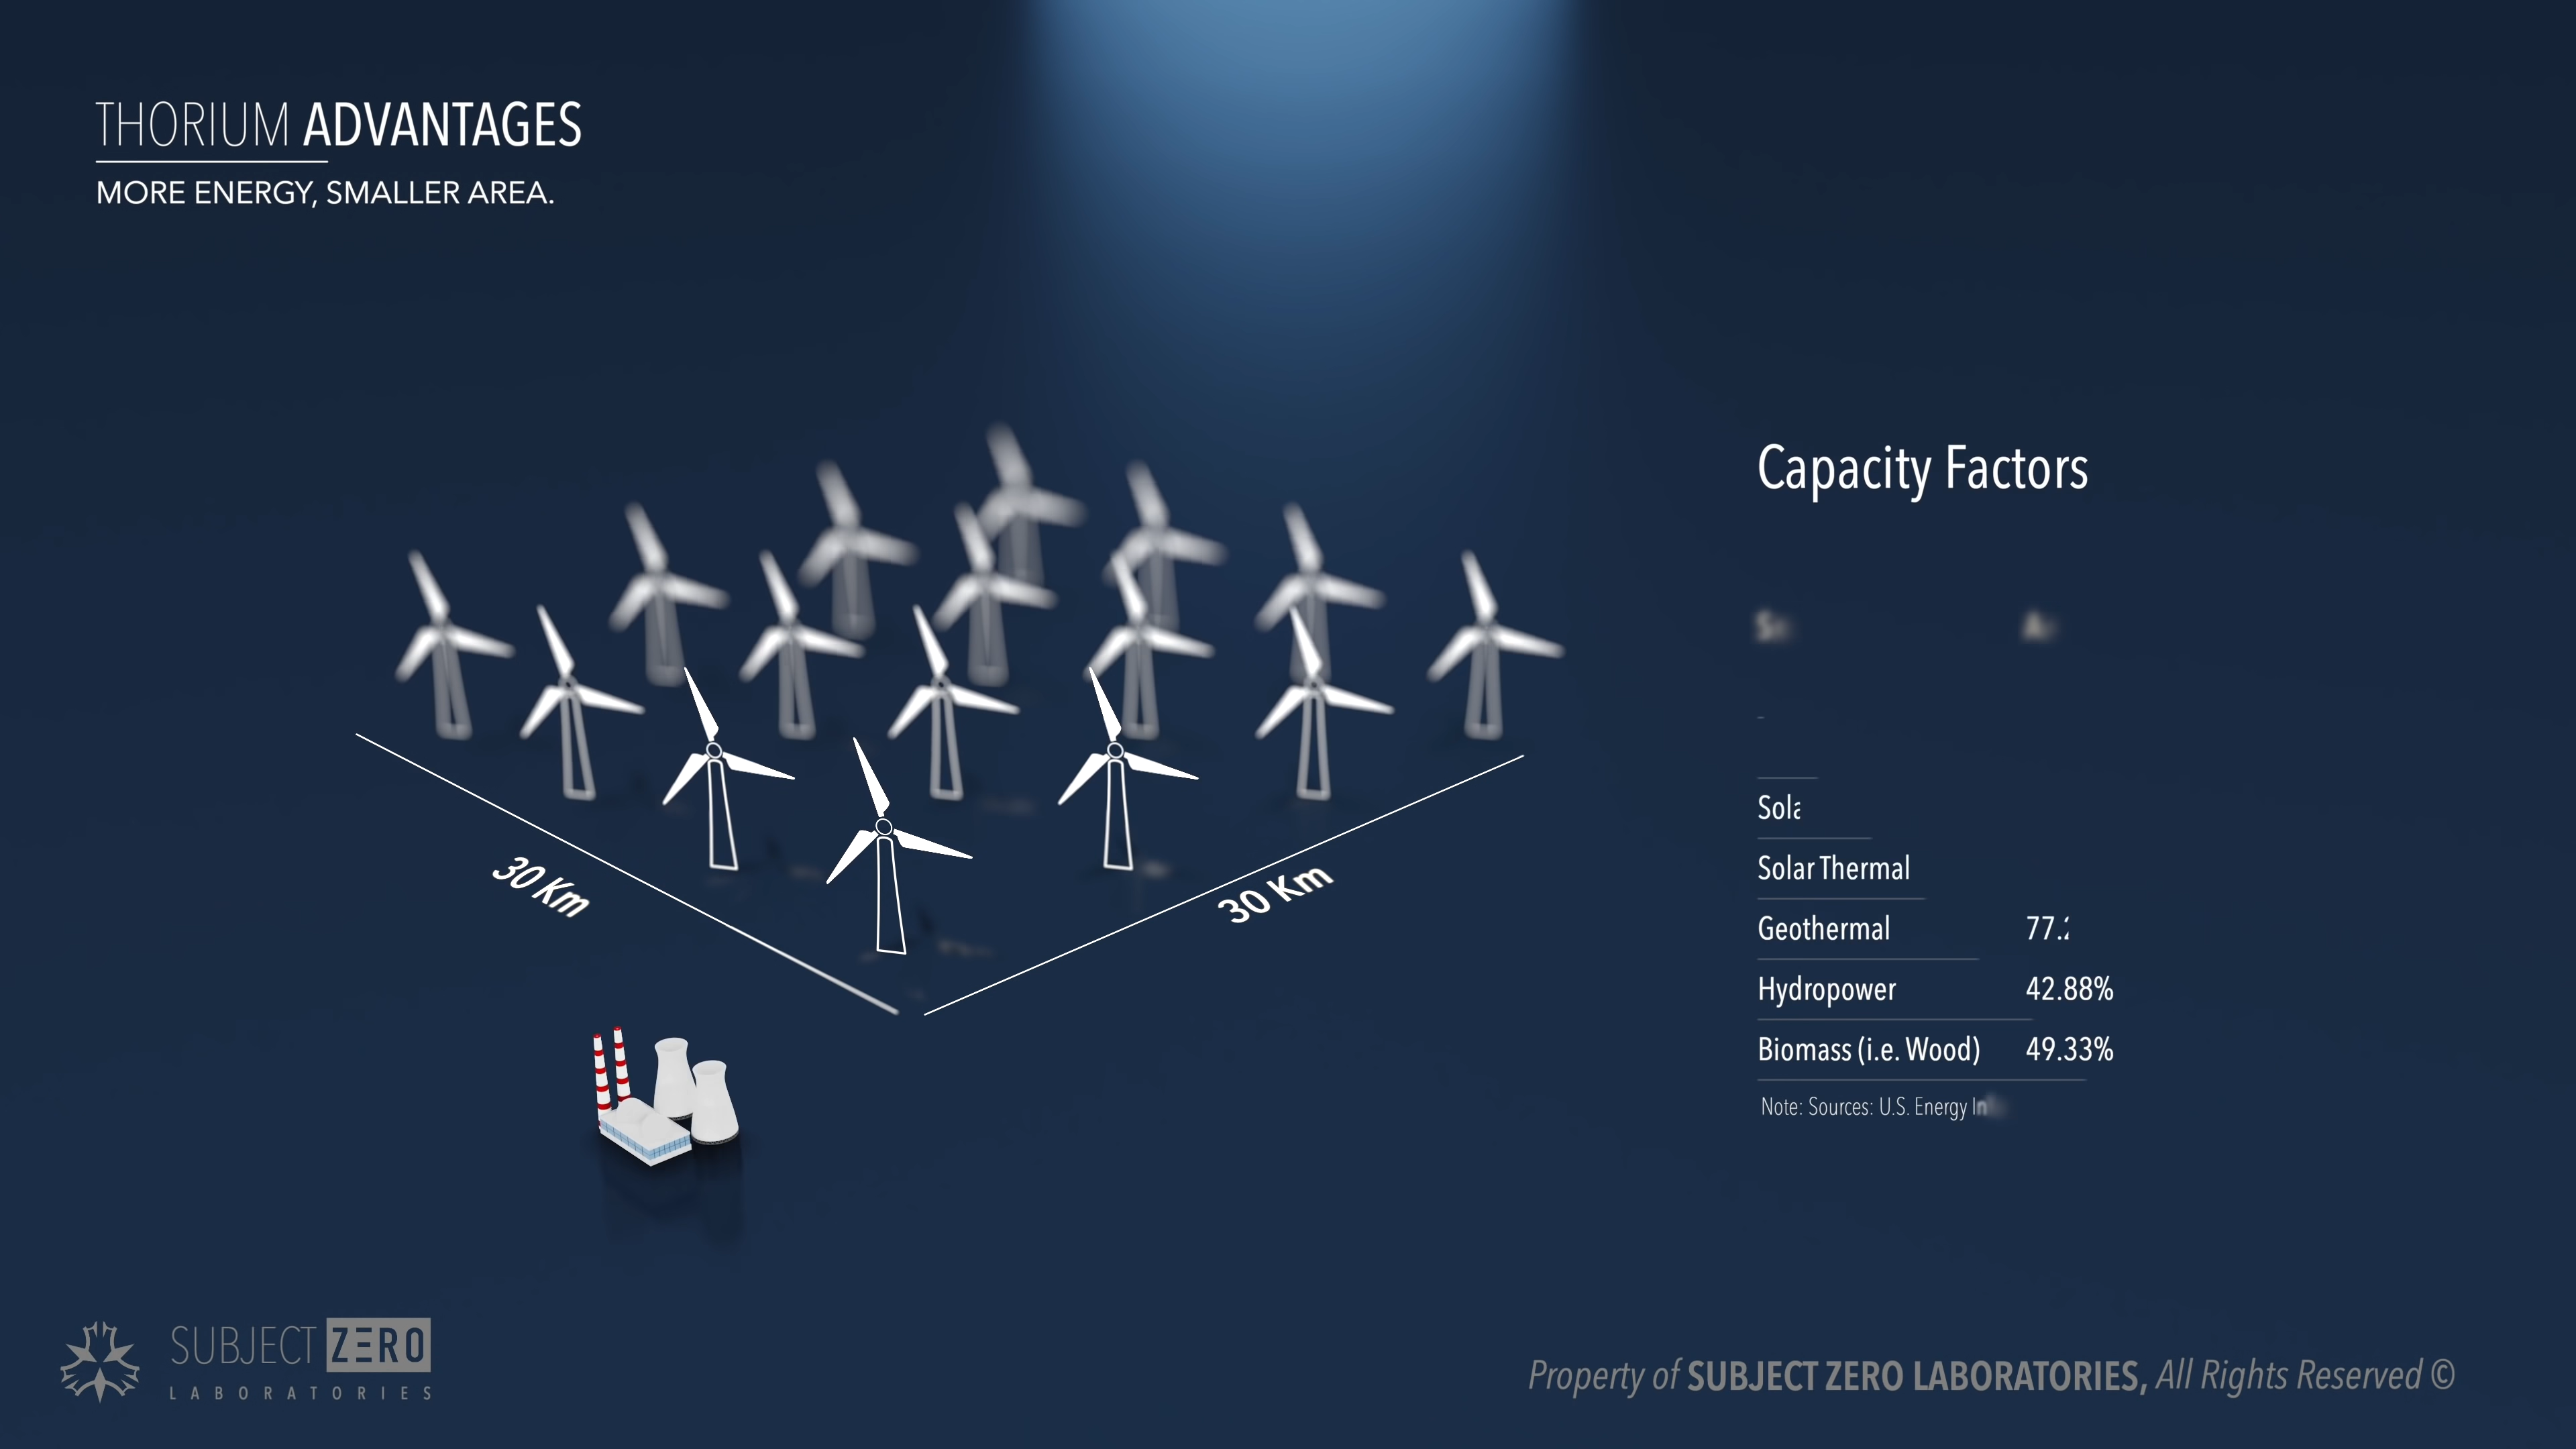 THORIUM ADVANTAGES
MORE ENERGY, SMALLER AREA.
30 Km
30 Km
Capacity Factors
Solar Thermal
Geothermal
Hydropower 42.88%
Biomass (i.e. Wood) 49.33%
Note: Sources: U.S. Energy
SUBJECT ZERO
LABORATORIES
Property of SUBJECT ZERO LABORATORIES, All Rights Reserved ©